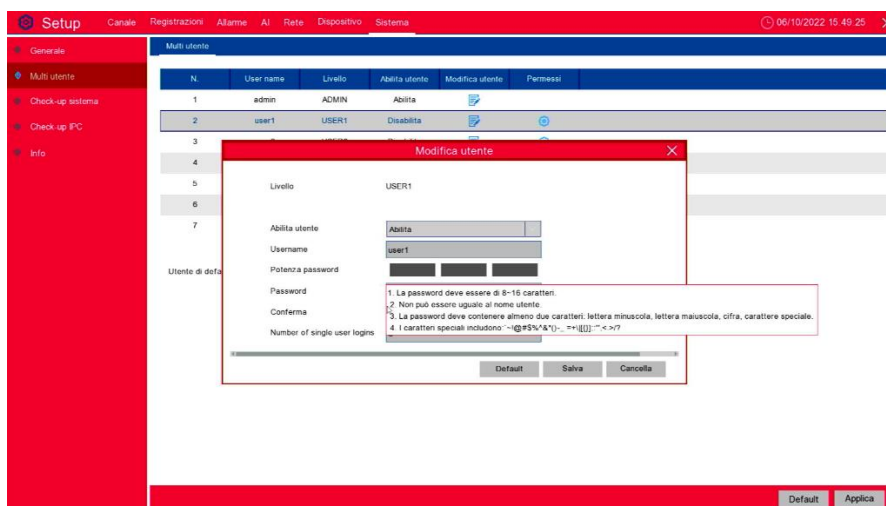 Setup Canale Registrazioni Allarme AI Rete Dispositivo Sistema 06/10/2022 15:49:25
Generale
Multi utente
Check-up sistema
Check-up IPC
Info
Multi utente
N. User name Livello Abilita utente Modifica utente Permessi
1 admin ADMIN Abilita
2 user1 USER1 Disabilita
3
4
5
6
7
Utente di defa
Modifica utente
Livello USER1
Abilita utente Abilita
Username user1
Potenza password
Password
Conferma
Number of single user logins
1. La password deve essere di 8~16 caratteri.
2. Non può essere uguale al nome utente.
3. La password deve contenere almeno due caratteri: lettera minuscola, lettera maiuscola, cifra, carattere speciale.
4. I caratteri speciali includono:`~!@#$%^&*()-_ =+\|[{}];:'",<.>/?
Default Salva Cancella
Default Applica